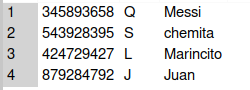 1 345893658 Q Messi
2 543928395 S chemita
3 424729427 L Marincito
4 879284792 J Juan